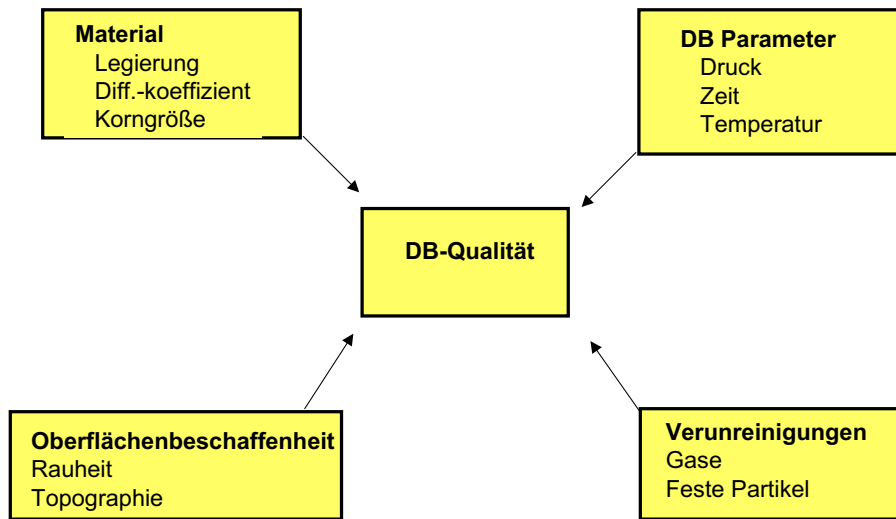 Material
Legierung
Diff.-koeffizient
Korngröße
DB Parameter
Druck
Zeit
Temperatur
DB-Qualität
Oberflächenbeschaffenheit
Rauheit
Topographie
Verunreinigungen
Gase
Feste Partikel